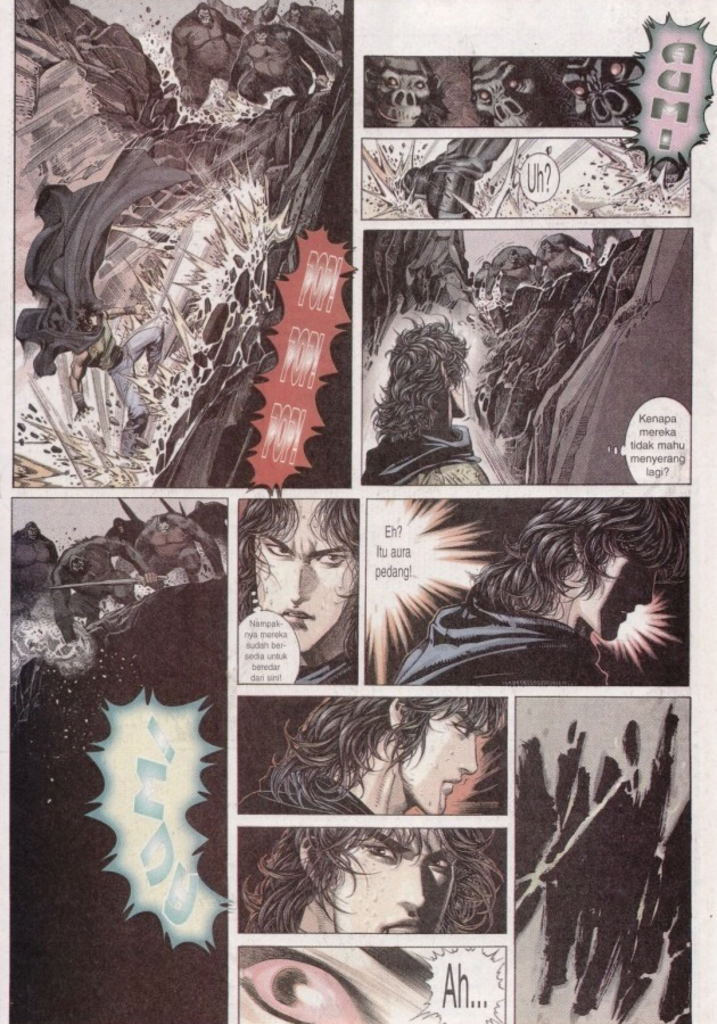 AUM!
POP!
POP!
POP!
Uh?
Kenapa
mereka
tidak mahu
menyerang
lagi?
Nampak-
nya mereka
sudah ber-
sedia untuk
beredar
dari sini!
Eh?
Itu aura
pedang!
Ah...